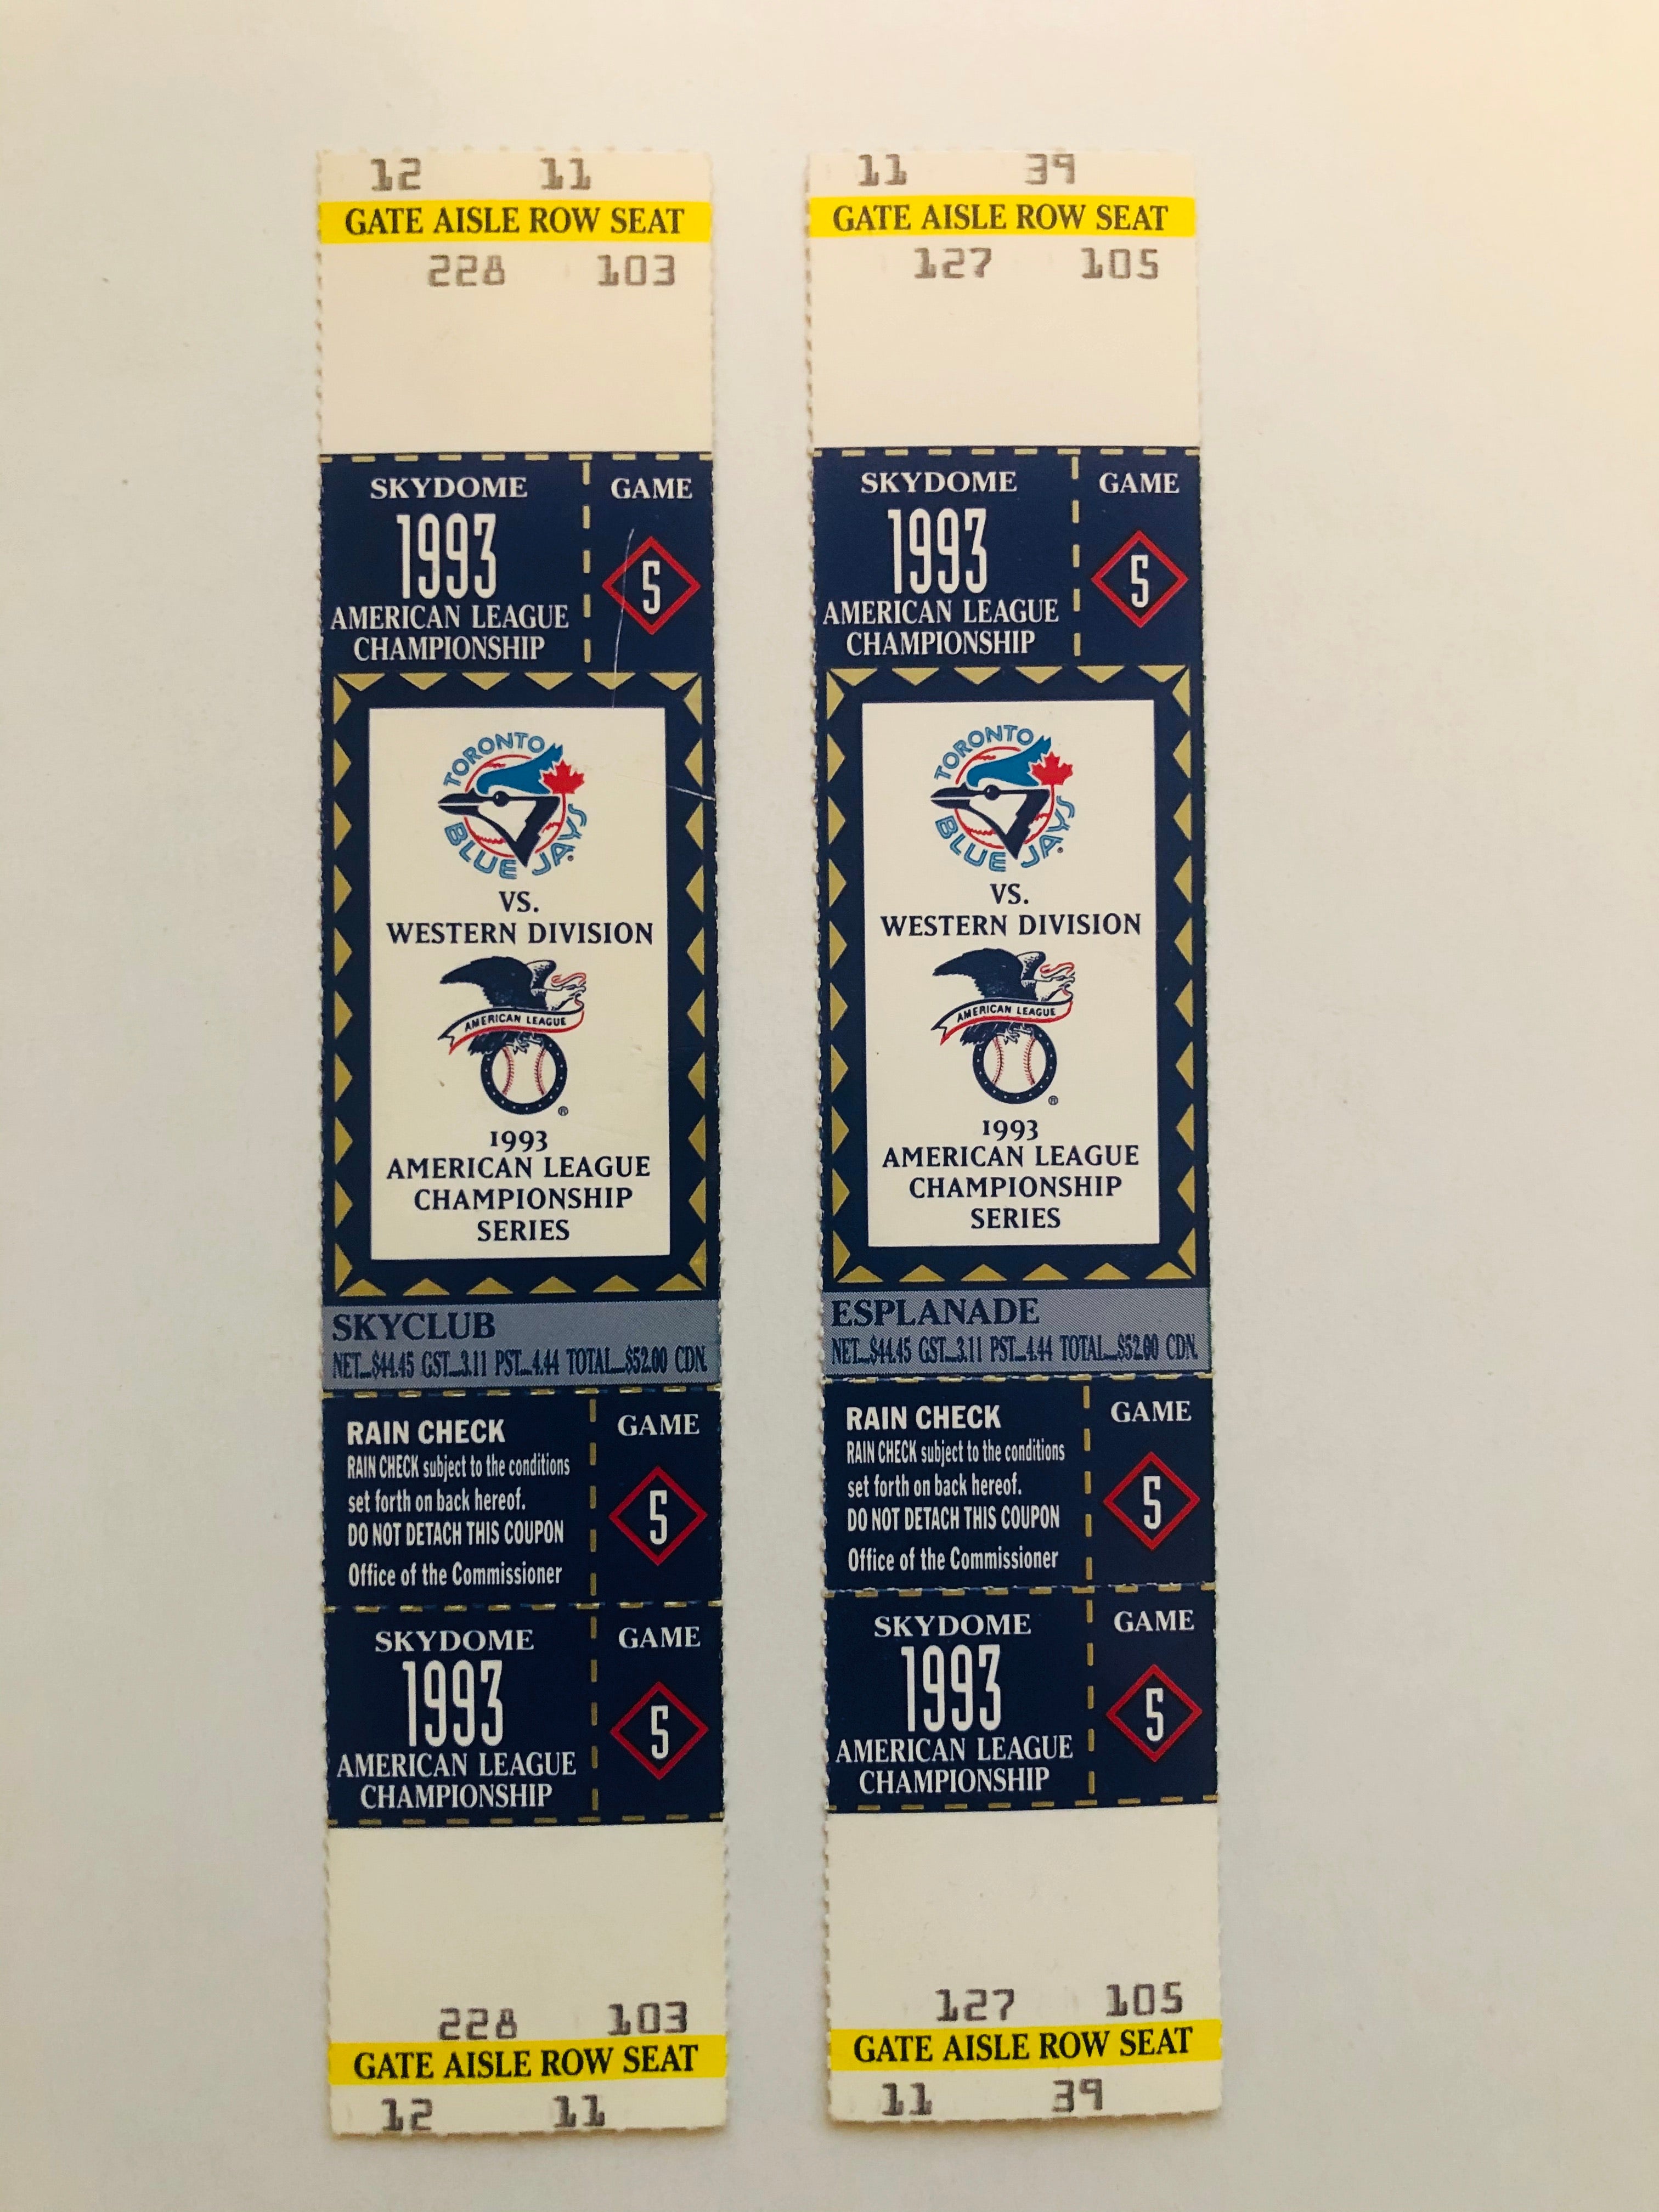 12 11
GATE AISLE ROW SEAT
228 103
SKYDOME
1993
AMERICAN LEAGUE
CHAMPIONSHIP
GAME
5
TORONTO
BLUE JAYS
VS.
WESTERN DIVISION
AMERICAN LEAGUE
®
1993
AMERICAN LEAGUE
CHAMPIONSHIP
SERIES
SKYCLUB
NET...$44.45 GST...3.11 PST...4.44 TOTAL...$52.00 CDN.
RAIN CHECK
RAIN CHECK subject to the conditions
set forth on back hereof.
DO NOT DETACH THIS COUPON
Office of the Commissioner
GAME
5
SKYDOME
1993
AMERICAN LEAGUE
CHAMPIONSHIP
GAME
5
228 103
GATE AISLE ROW SEAT
12 11
11 39
GATE AISLE ROW SEAT
127 105
SKYDOME
1993
AMERICAN LEAGUE
CHAMPIONSHIP
GAME
5
TORONTO
BLUE JAYS
VS.
WESTERN DIVISION
AMERICAN LEAGUE
®
1993
AMERICAN LEAGUE
CHAMPIONSHIP
SERIES
ESPLANADE
NET...$44.45 GST...3.11 PST...4.44 TOTAL...$52.00 CDN.
RAIN CHECK
RAIN CHECK subject to the conditions
set forth on back hereof.
DO NOT DETACH THIS COUPON
Office of the Commissioner
GAME
5
SKYDOME
1993
AMERICAN LEAGUE
CHAMPIONSHIP
GAME
5
127 105
GATE AISLE ROW SEAT
11 39